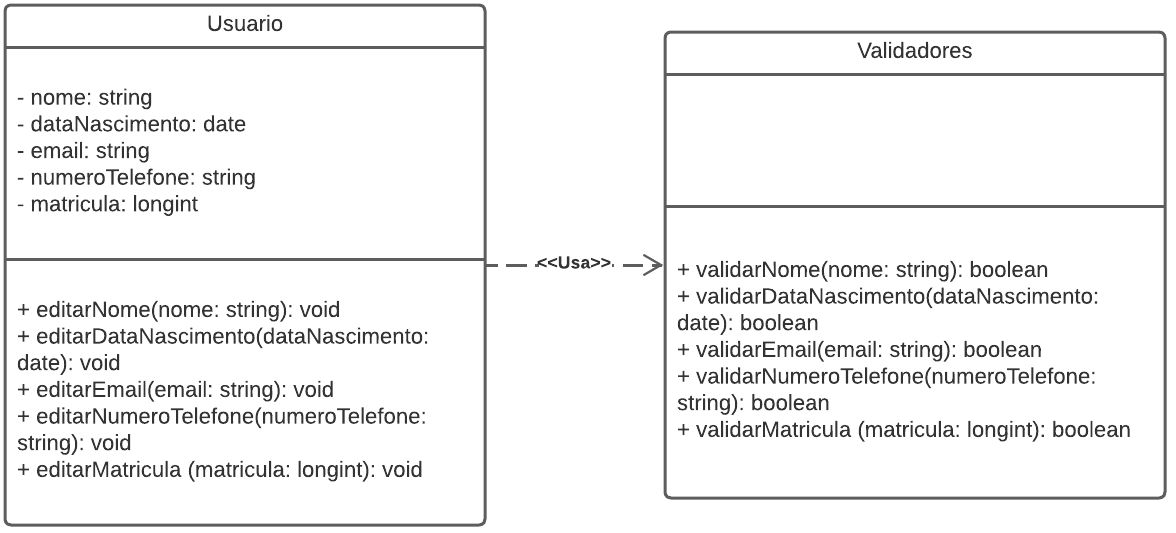 Usuario
- nome: string
- dataNascimento: date
- email: string
- numeroTelefone: string
- matricula: longint
+ editarNome(nome: string): void
+ editarDataNascimento(dataNascimento:
date): void
+ editarEmail(email: string): void
+ editarNumeroTelefone(numeroTelefone:
string): void
+ editarMatricula (matricula: longint): void
<<Usa>>
Validadores
+ validarNome(nome: string): boolean
+ validarDataNascimento(dataNascimento:
date): boolean
+ validarEmail(email: string): boolean
+ validarNumeroTelefone(numeroTelefone:
string): boolean
+ validarMatricula (matricula: longint): boolean